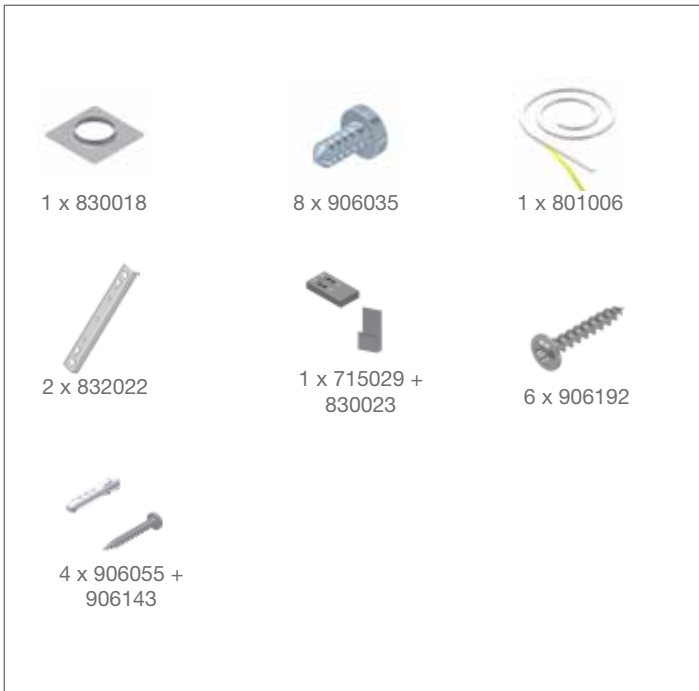 1 x 830018
8 x 906035
1 x 801006
2 x 832022
1 x 715029 +
830023
6 x 906192
4 x 906055 +
906143